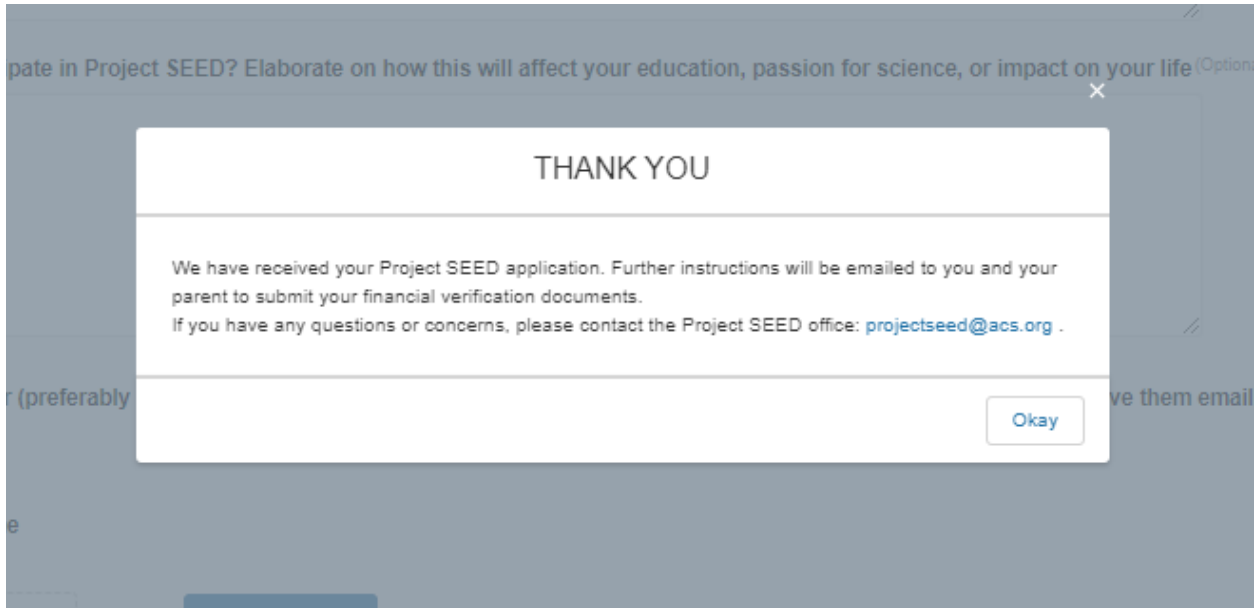 pate in Project SEED? Elaborate on how this will affect your education, passion for science, or impact on your life (Optiona
×
THANK YOU
We have received your Project SEED application. Further instructions will be emailed to you and your
parent to submit your financial verification documents.
If you have any questions or concerns, please contact the Project SEED office: projectseed@acs.org .
r (preferably
ve them email
Okay
e